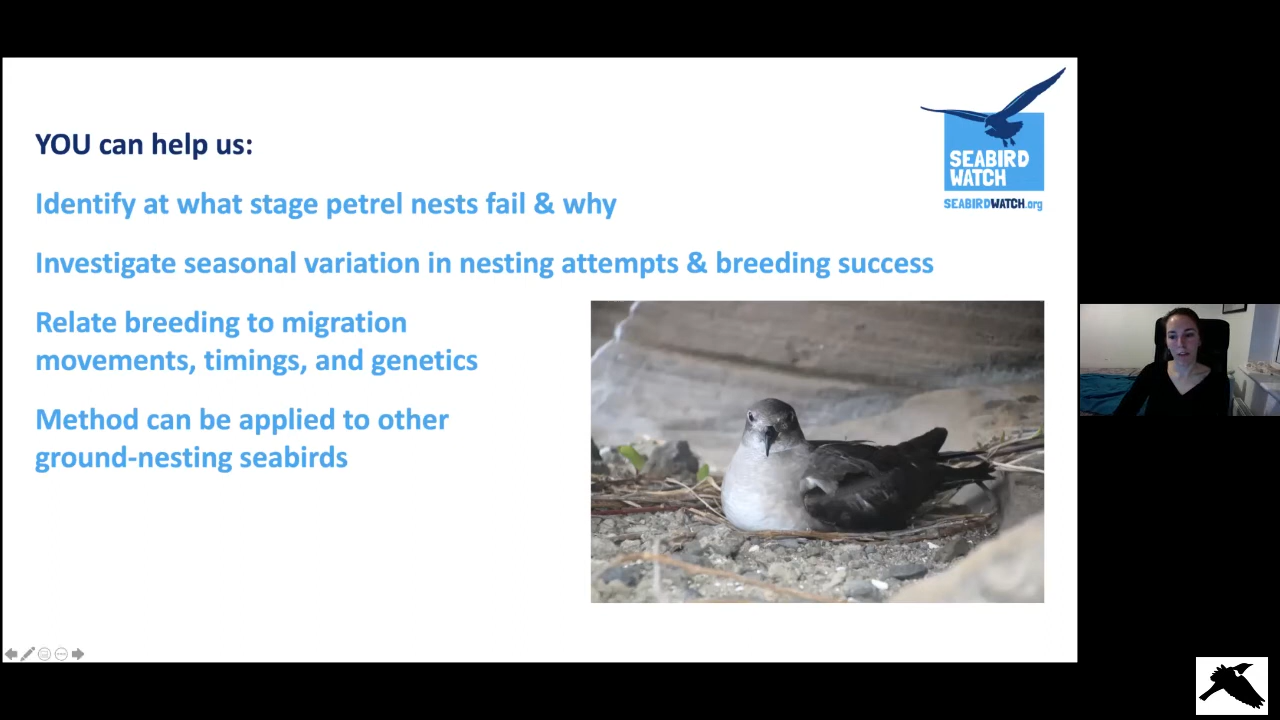 YOU can help us:
Identify at what stage petrel nests fail & why
Investigate seasonal variation in nesting attempts & breeding success
Relate breeding to migration
movements, timings, and genetics
Method can be applied to other
ground-nesting seabirds
SEABIRD
WATCH
SEABIRDWATCH.org